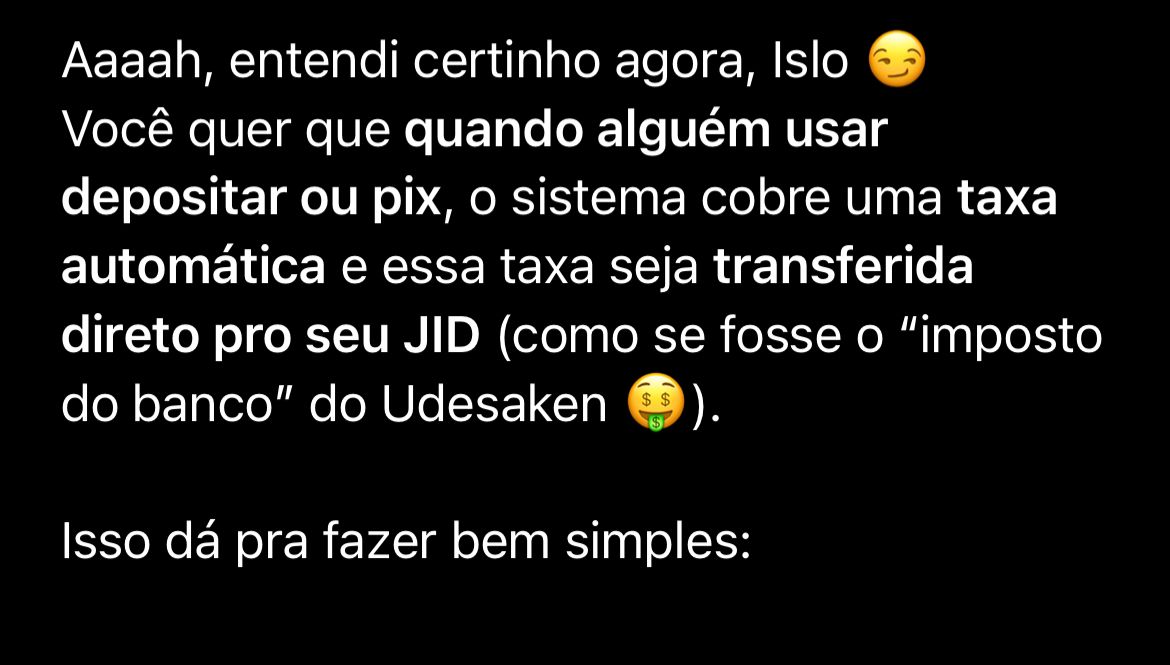 Aaaah, entendi certinho agora, Islo 😏
Você quer que quando alguém usar
depositar ou pix, o sistema cobre uma taxa
automática e essa taxa seja transferida
direto pro seu JID (como se fosse o “imposto
do banco” do Udesaken 🤑).
Isso dá pra fazer bem simples: